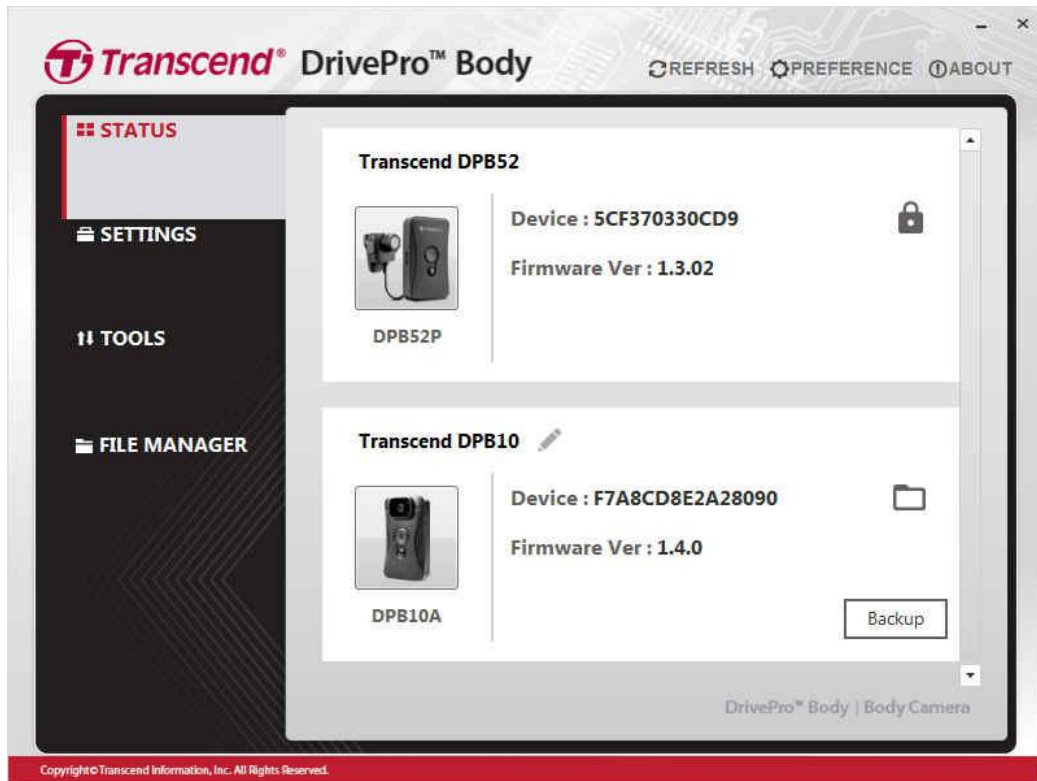 Transcend® DrivePro™ Body
REFRESH PREFERENCE ABOUT
STATUS
SETTINGS
TOOLS
FILE MANAGER
Transcend DPB52
Device : 5CF370330CD9
Firmware Ver : 1.3.02
DPB52P
Transcend DPB10
Device : F7A8CD8E2A28090
Firmware Ver : 1.4.0
DPB10A
Backup
DrivePro™ Body | Body Camera
Copyright©Transcend Information, Inc. All Rights Reserved.